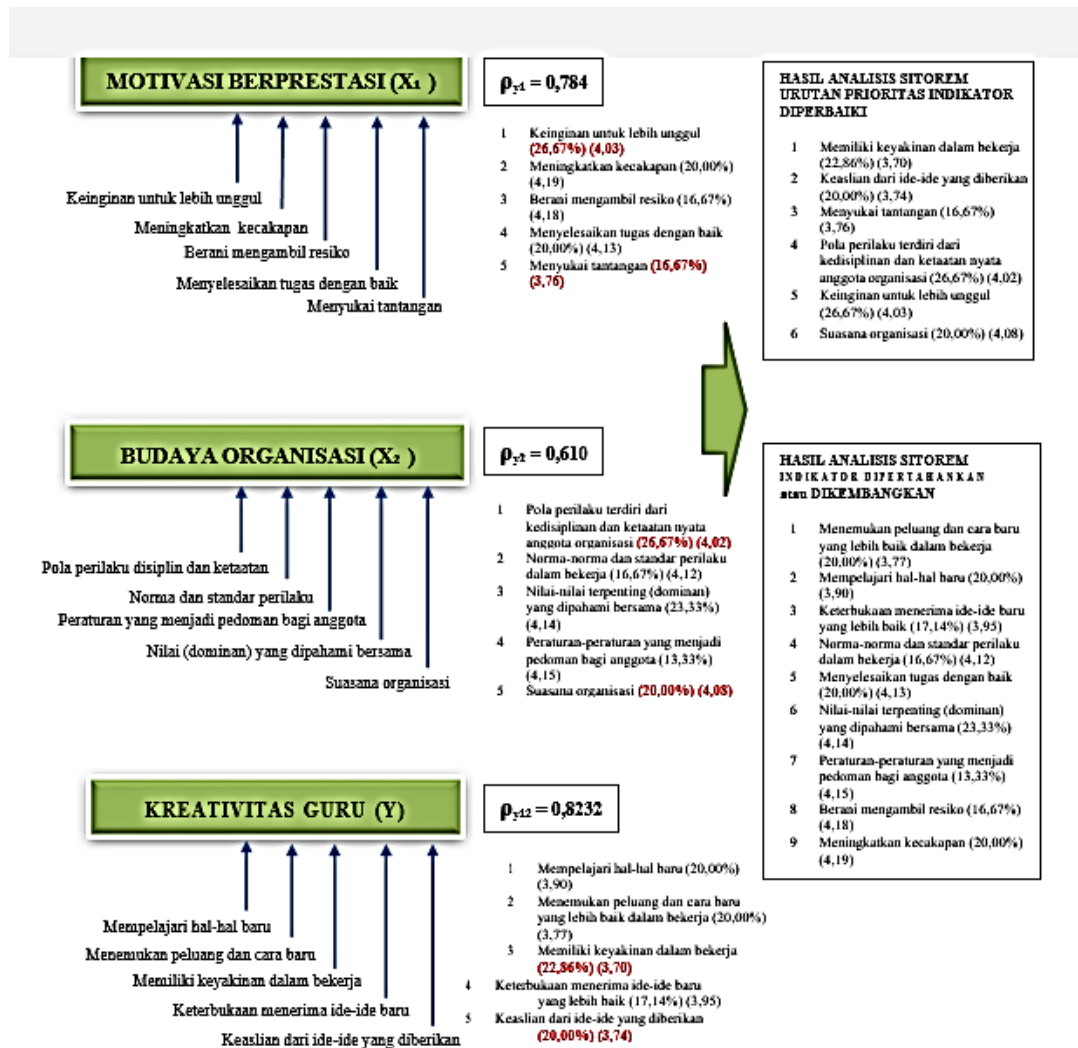 MOTIVASI BERPRESTASI (X₁ )
Keinginan untuk lebih unggul
Meningkatkan kecakapan
Berani mengambil resiko
Menyelesaikan tugas dengan baik
Menyukai tantangan
ρy1 = 0,784
1 Keinginan untuk lebih unggul
(26,67%) (4,03)
2 Meningkatkan kecakapan (20,00%)
(4,19)
3 Berani mengambil resiko (16,67%)
(4,18)
4 Menyelesaikan tugas dengan baik
(20,00%) (4,13)
5 Menyukai tantangan (16,67%)
(3,76)
BUDAYA ORGANISASI (X₂ )
Pola perilaku disiplin dan ketaatan
Norma dan standar perilaku
Peraturan yang menjadi pedoman bagi anggota
Nilai (dominan) yang dipahami bersama
Suasana organisasi
ρy2 = 0,610
1 Pola perilaku terdiri dari
kedisiplinan dan ketaatan nyata
anggota organisasi (26,67%) (4,02)
2 Norma-norma dan standar perilaku
dalam bekerja (16,67%) (4,12)
3 Nilai-nilai terpenting (dominan)
yang dipahami bersama (23,33%)
(4,14)
4 Peraturan-peraturan yang menjadi
pedoman bagi anggota (13,33%)
(4,15)
5 Suasana organisasi (20,00%) (4,08)
KREATIVITAS GURU (Y)
Mempelajari hal-hal baru
Menemukan peluang dan cara baru
Memiliki keyakinan dalam bekerja
Keterbukaan menerima ide-ide baru
Keaslian dari ide-ide yang diberikan
ρy12 = 0,8232
1 Mempelajari hal-hal baru (20,00%)
(3,90)
2 Menemukan peluang dan cara baru
yang lebih baik dalam bekerja (20,00%)
(3,77)
3 Memiliki keyakinan dalam bekerja
(22,86%) (3,70)
4 Keterbukaan menerima ide-ide baru
yang lebih baik (17,14%) (3,95)
5 Keaslian dari ide-ide yang diberikan
(20,00%) (3,74)
HASIL ANALISIS SITOREM
URUTAN PRIORITAS INDIKATOR
DIPERBAIKI
1 Memiliki keyakinan dalam bekerja
(22,86%) (3,70)
2 Keaslian dari ide-ide yang diberikan
(20,00%) (3,74)
3 Menyukai tantangan (16,67%)
(3,76)
4 Pola perilaku terdiri dari
kedisiplinan dan ketaatan nyata
anggota organisasi (26,67%) (4,02)
5 Keinginan untuk lebih unggul
(26,67%) (4,03)
6 Suasana organisasi (20,00%) (4,08)
HASIL ANALISIS SITOREM
INDIKATOR DIPERTAHANKAN
atau DIKEMBANGKAN
1 Menemukan peluang dan cara baru
yang lebih baik dalam bekerja
(20,00%) (3,77)
2 Mempelajari hal-hal baru (20,00%)
(3,90)
3 Keterbukaan menerima ide-ide baru
yang lebih baik (17,14%) (3,95)
4 Norma-norma dan standar perilaku
dalam bekerja (16,67%) (4,12)
5 Menyelesaikan tugas dengan baik
(20,00%) (4,13)
6 Nilai-nilai terpenting (dominan)
yang dipahami bersama (23,33%)
(4,14)
7 Peraturan-peraturan yang menjadi
pedoman bagi anggota (13,33%)
(4,15)
8 Berani mengambil resiko (16,67%)
(4,18)
9 Meningkatkan kecakapan (20,00%)
(4,19)